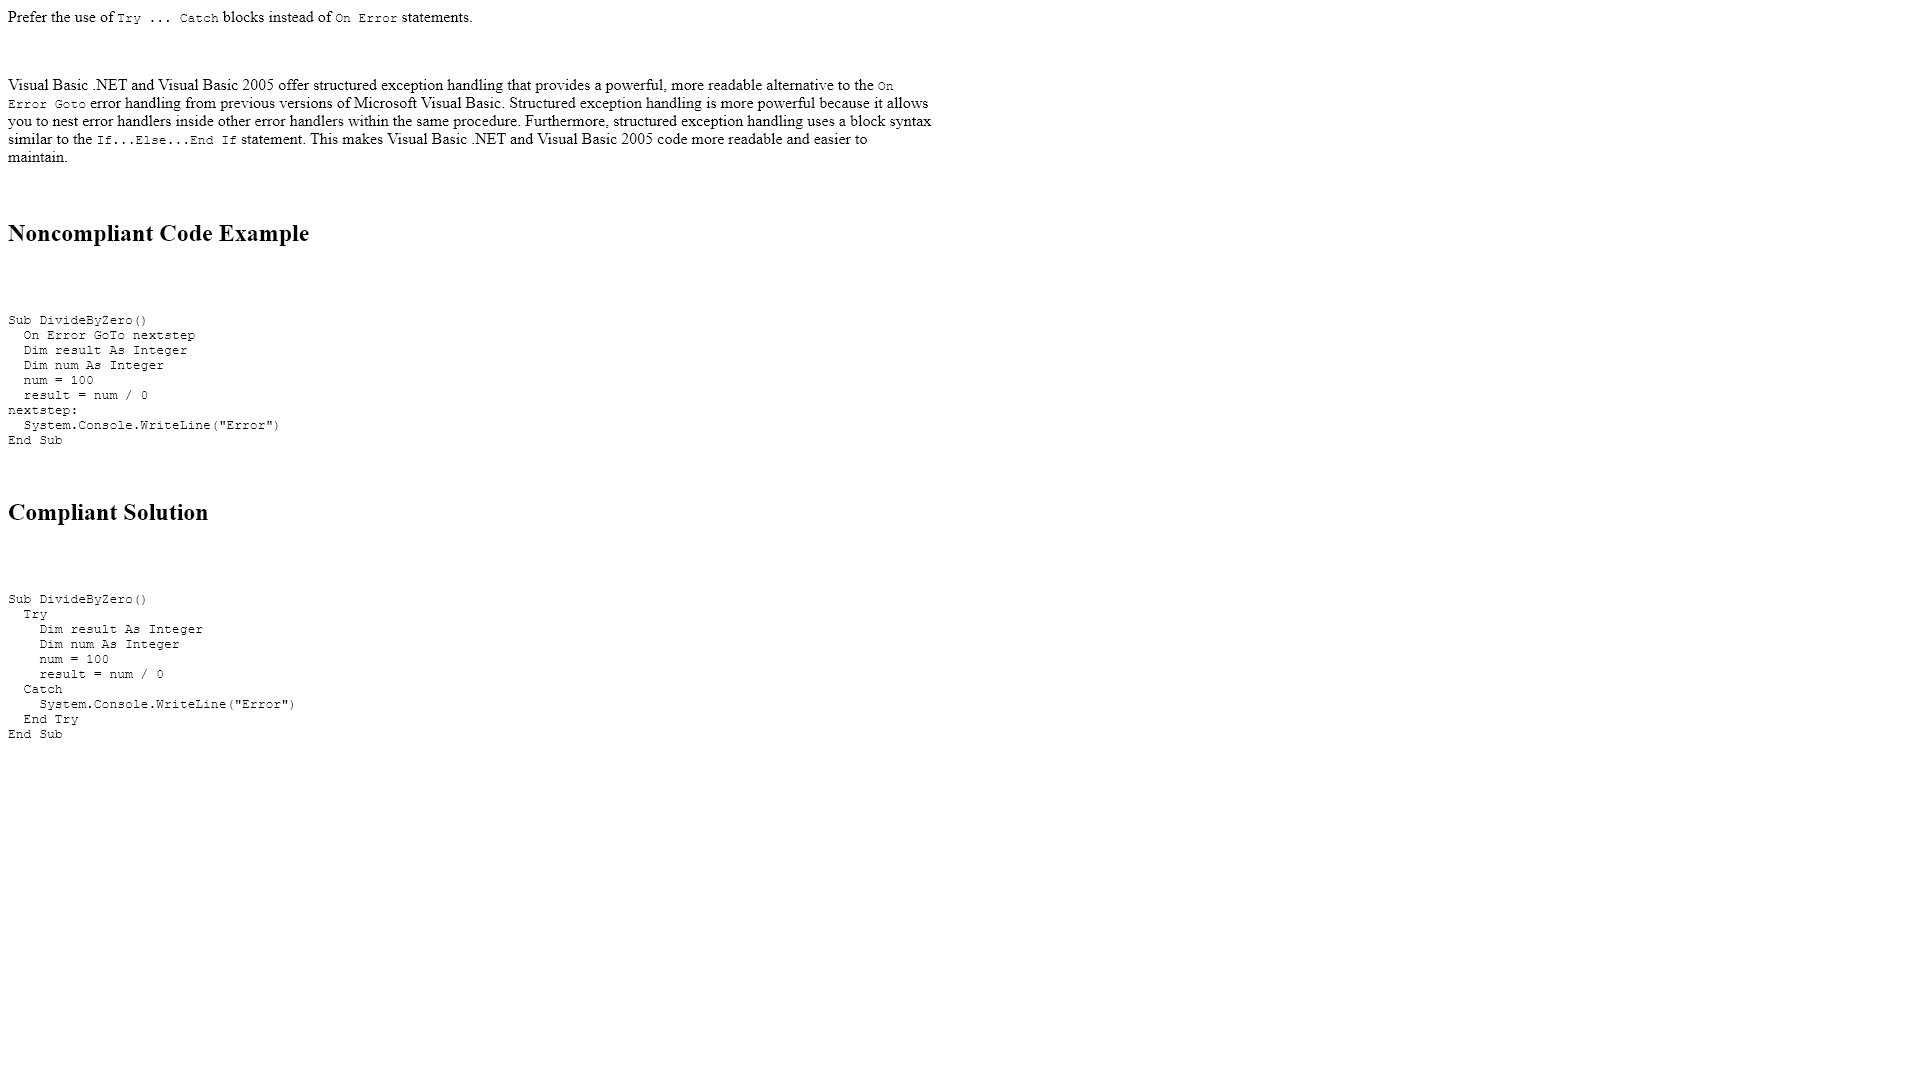 Prefer the use of Try ... Catch blocks instead of On Error statements.
Visual Basic .NET and Visual Basic 2005 offer structured exception handling that provides a powerful, more readable alternative to the On
Error Goto error handling from previous versions of Microsoft Visual Basic. Structured exception handling is more powerful because it allows
you to nest error handlers inside other error handlers within the same procedure. Furthermore, structured exception handling uses a block syntax
similar to the If...Else...End If statement. This makes Visual Basic .NET and Visual Basic 2005 code more readable and easier to
maintain.
Noncompliant Code Example
Sub DivideByZero()
  On Error GoTo nextstep
  Dim result As Integer
  Dim num As Integer
  num = 100
  result = num / 0
nextstep:
  System.Console.WriteLine("Error")
End Sub
Compliant Solution
Sub DivideByZero()
  Try
    Dim result As Integer
    Dim num As Integer
    num = 100
    result = num / 0
  Catch
    System.Console.WriteLine("Error")
  End Try
End Sub